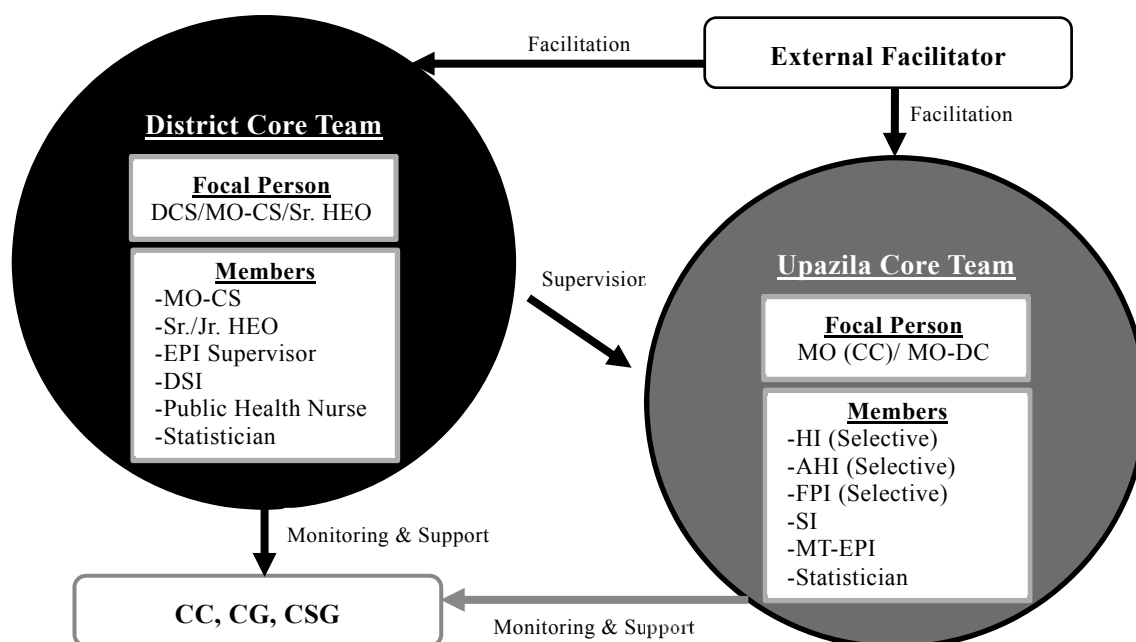 Facilitation
External Facilitator
Facilitation
District Core Team
Focal Person
DCS/MO-CS/Sr. HEO
Members
-MO-CS
-Sr./Jr. HEO
-EPI Supervisor
-DSI
-Public Health Nurse
-Statistician
Supervision
Upazila Core Team
Focal Person
MO (CC)/ MO-DC
Members
-HI (Selective)
-AHI (Selective)
-FPI (Selective)
-SI
-MT-EPI
-Statistician
Monitoring & Support
CC, CG, CSG
Monitoring & Support